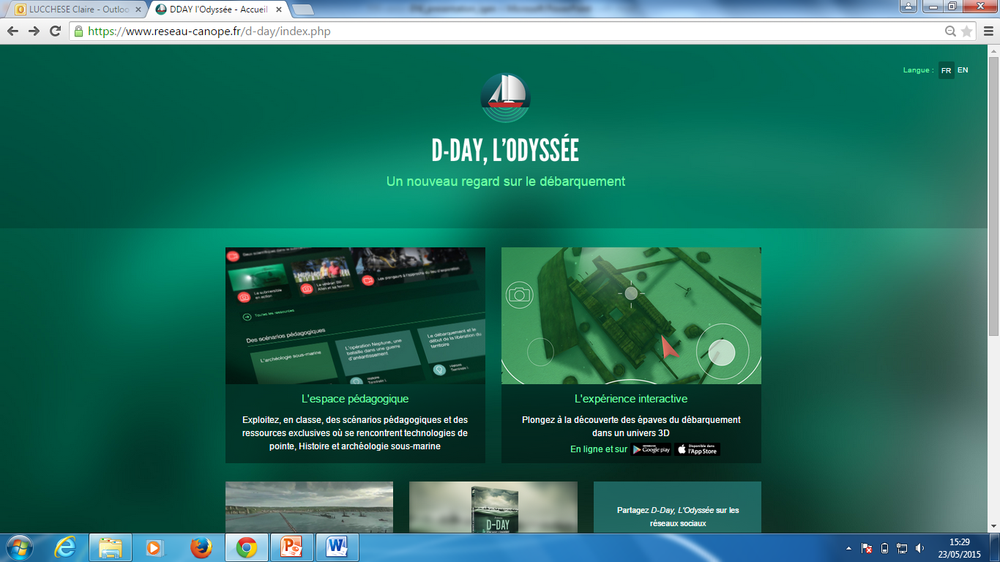 LUCCHESE Claire - Outloo
DDAY l'Odyssée - Accueil
https://www.reseau-canope.fr/d-day/index.php
Langue : FR EN
D-DAY, L'ODYSSÉE
Un nouveau regard sur le débarquement
Le submersible
en action
Le vétéran Bill
Allen et sa femme
Les plongeurs à l'approche du lieu d'exploration
Toutes les ressources
Des scénarios pédagogiques
L'archéologie sous-marine
L'opération Neptune, une
bataille dans une guerre
d'anéantissement
Le débarquement et le
début de la libération du
territoire
Histoire
Terminale L
Histoire
Terminale L
L'espace pédagogique
Exploitez, en classe, des scénarios pédagogiques et des
ressources exclusives où se rencontrent technologies de
pointe, Histoire et archéologie sous-marine
L'expérience interactive
Plongez à la découverte des épaves du débarquement
dans un univers 3D
En ligne et sur Google play Disponible dans l'App Store
D-DAY
Partagez D-Day, L'Odyssée sur les
réseaux sociaux
15:29
23/05/2015